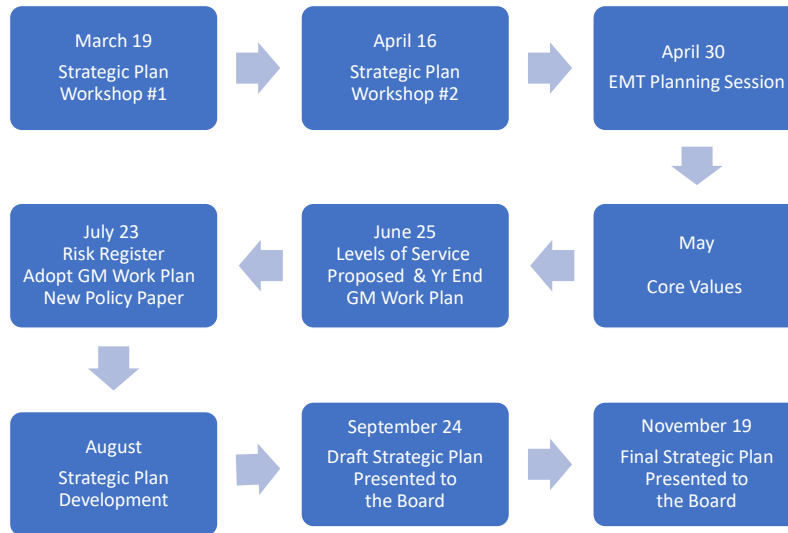 March 19
Strategic Plan
Workshop #1
April 16
Strategic Plan
Workshop #2
April 30
EMT Planning Session
May
Core Values
June 25
Levels of Service
Proposed & Yr End
GM Work Plan
July 23
Risk Register
Adopt GM Work Plan
New Policy Paper
August
Strategic Plan
Development
September 24
Draft Strategic Plan
Presented to
the Board
November 19
Final Strategic Plan
Presented to
the Board